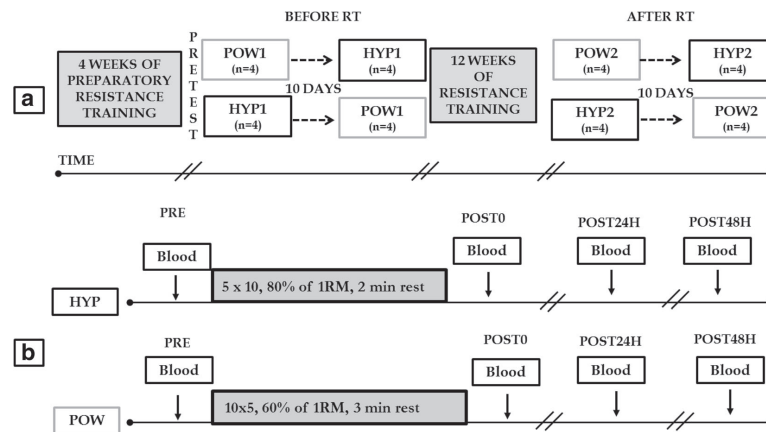 BEFORE RT
AFTER RT
4 WEEKS OF
PREPARATORY
RESISTANCE
TRAINING
PRETEST
POW1
(n=4)
HYP1
(n=4)
10 DAYS
HYP1
(n=4)
POW1
(n=4)
12 WEEKS
OF
RESISTANCE
TRAINING
POW2
(n=4)
HYP2
(n=4)
10 DAYS
HYP2
(n=4)
POW2
(n=4)
a
TIME
PRE
POST0
POST24H
POST48H
Blood
Blood
Blood
Blood
5 x 10, 80% of 1RM, 2 min rest
HYP
b
PRE
POST0
POST24H
POST48H
Blood
Blood
Blood
Blood
10x5, 60% of 1RM, 3 min rest
POW